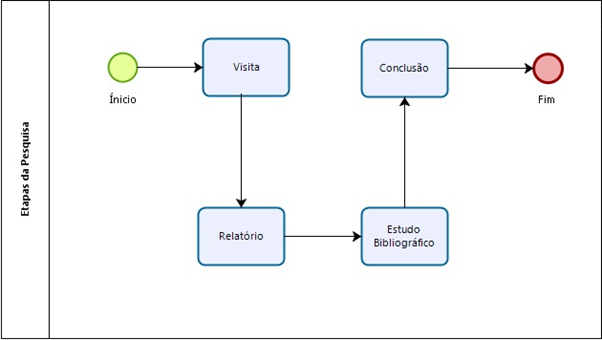 Etapas da Pesquisa
Ínicio
Visita
Relatório
Estudo
Bibliográfico
Conclusão
Fim